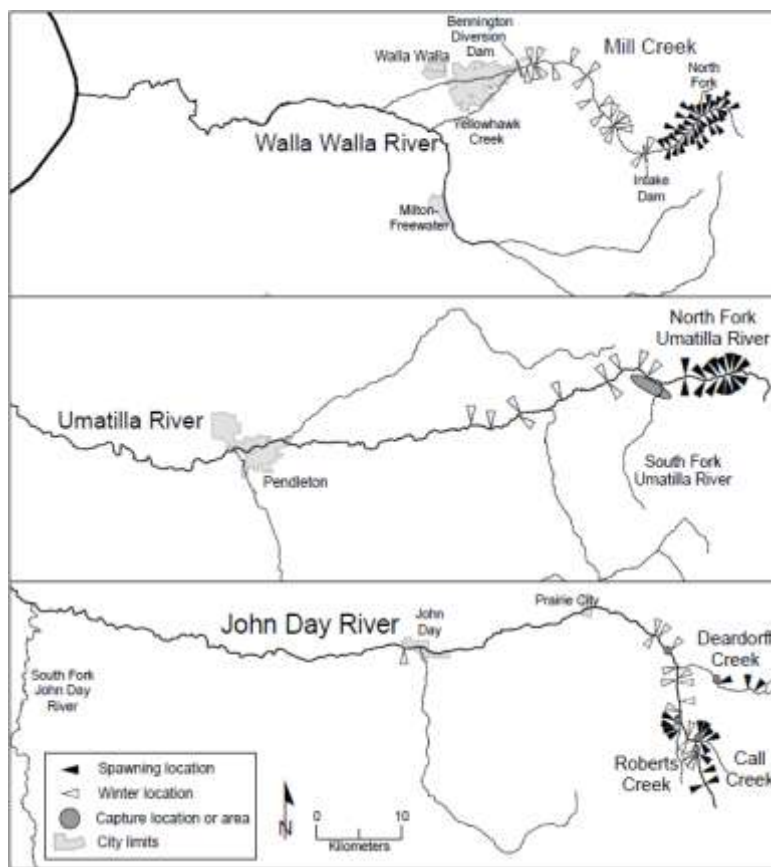 Bennington
Diversion
Dam
Walla Walla
Mill Creek
North
Fork
Walla Walla River
Yellowhawk
Creek
Intake
Dam
Milton-
Freewater
North Fork
Umatilla River
Umatilla River
Pendleton
South Fork
Umatilla River
John Day River
John
Day
Prairie City
Deardorff
Creek
South Fork
John Day
River
Roberts
Creek
Call
Creek
Spawning location
Winter location
Capture location or area
City limits
N
0 10
Kilometers